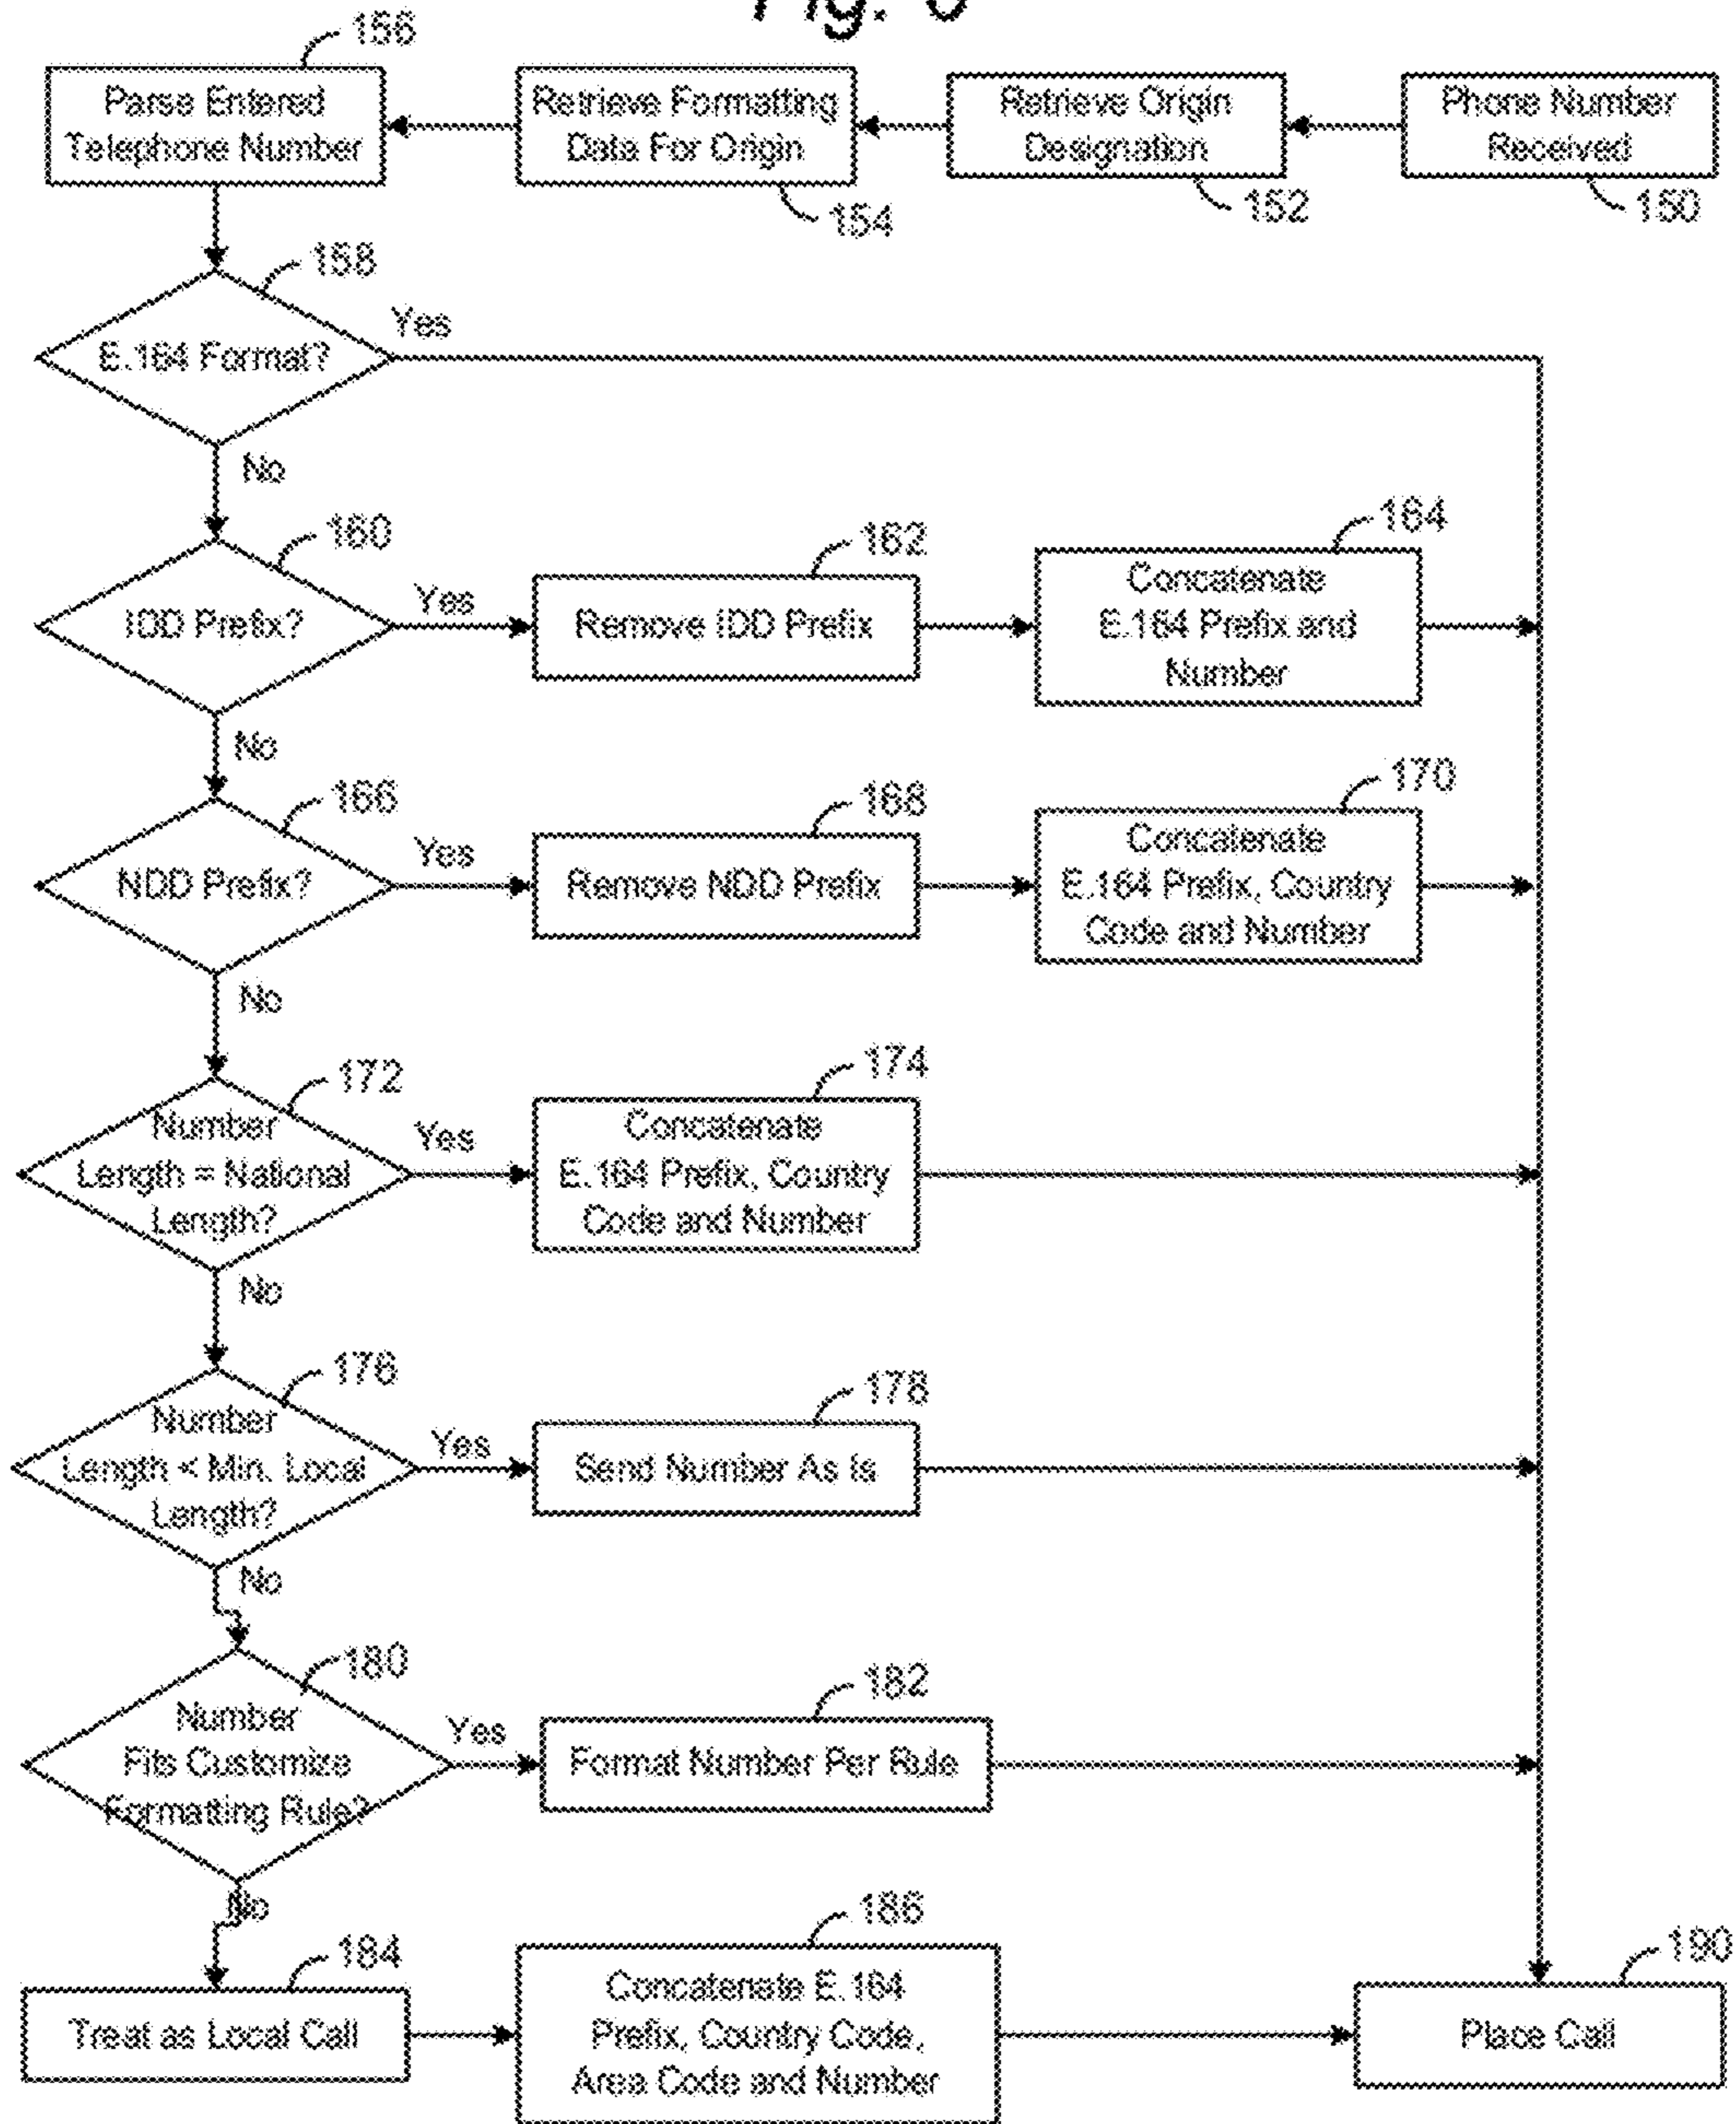 156
Parse Entered
Telephone Number
Retrieve Formatting
Data For Origin
154
Retrieve Origin
Designation
152
Phone Number
Received
150
158
E.164 Format?
Yes
No
160
IDD Prefix?
Yes
162
Remove IDD Prefix
164
Concatenate
E.164 Prefix and
Number
No
166
NDD Prefix?
Yes
168
Remove NDD Prefix
170
Concatenate
E.164 Prefix, Country
Code and Number
No
172
Number
Length = National
Length?
Yes
174
Concatenate
E.164 Prefix, Country
Code and Number
No
176
Number
Length < Min. Local
Length?
Yes
178
Send Number As Is
No
180
Number
Fits Customize
Formatting Rule?
Yes
182
Format Number Per Rule
No
184
Treat as Local Call
186
Concatenate E.164
Prefix, Country Code,
Area Code and Number
190
Place Call